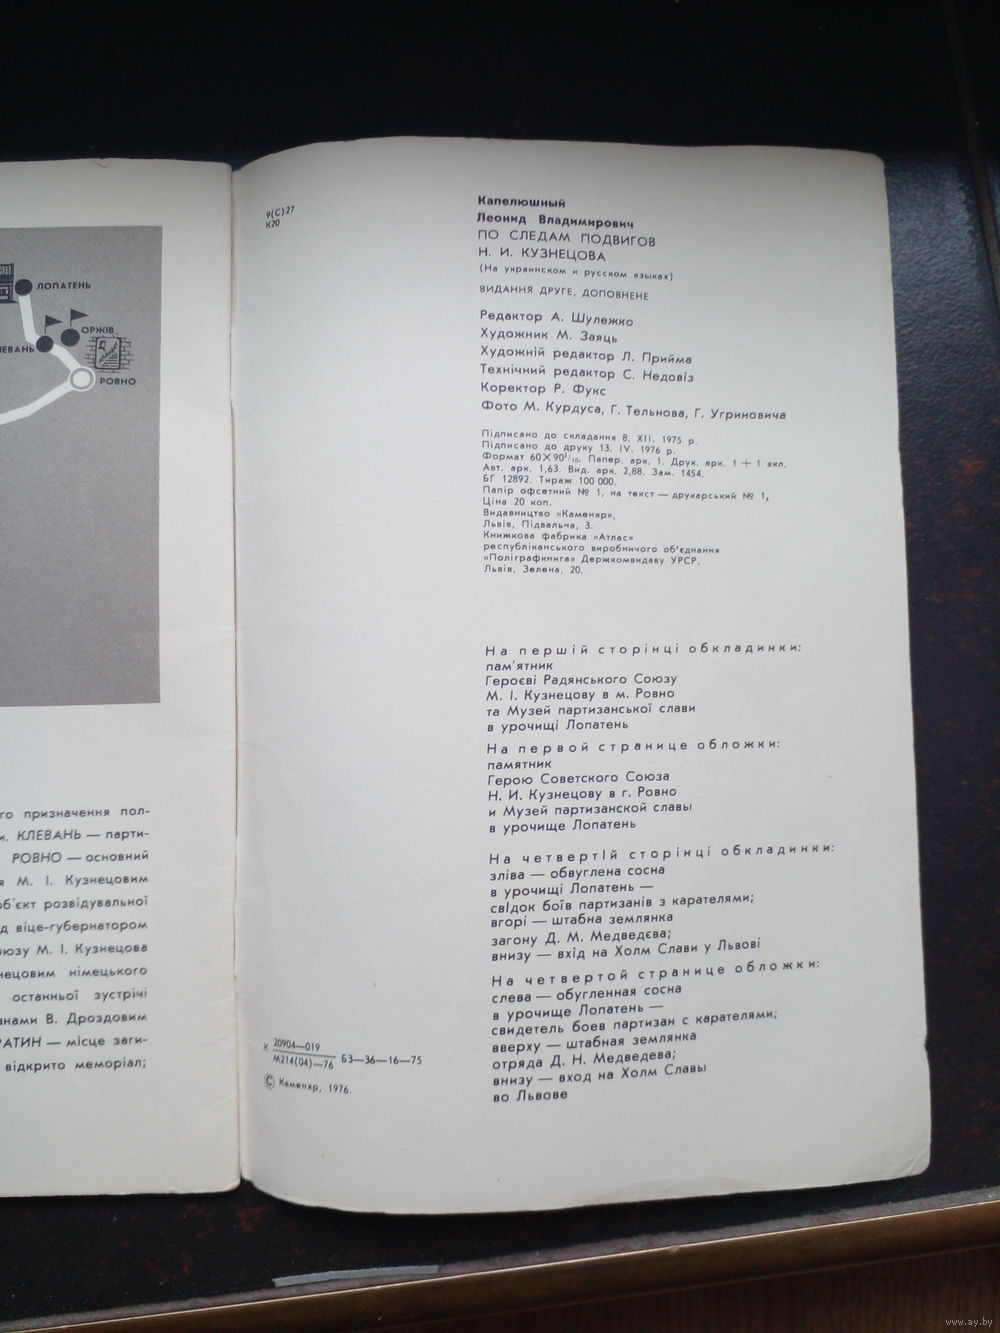 ЛОПАТЕНЬ
ОРЖІВ
ЛЕВАНЬ
РОВНО
го призначення пол-
и. КЛЕВАНЬ — парти-
РОВНО — основний
я М. І. Кузнецовим
об'єкт розвідувальної
д віце-губернатором
оюзу М. І. Кузнецова
нецовим німецького
останньої зустрічі
анами В. Дроздовим
РАТИН — місце заги-
відкрито меморіал;
9(С)27
К20
Капелюшный
Леонид Владимирович
ПО СЛЕДАМ ПОДВИГОВ
Н. И. КУЗНЕЦОВА
(На украинском и русском языках)
ВИДАННЯ ДРУГЕ, ДОПОВНЕНЕ
Редактор А. Шулежко
Художник М. Заяць
Художній редактор Л. Прийма
Технічний редактор С. Недовіз
Коректор Р. Фукс
Фото М. Курдуса, Г. Тельнова, Г. Угриновича
Підписано до складання 8. XII. 1975 р.
Підписано до друку 13. IV. 1976 р.
Формат 60×90¹/₁₆. Папер. арк. 1. Друк. арк. 1 + 1 вкл.
Авт. арк. 1,63. Вид. арк. 2,88. Зам. 1454.
БГ 12892. Тираж 100 000.
Папір офсетний № 1, на текст — друкарський № 1,
Ціна 20 коп.
Видавництво «Каменяр»,
Львів, Підвальна, 3.
Книжкова фабрика «Атлас»
республіканського виробничого об'єднання
«Поліграфкнига» Держкомвидаву УРСР,
Львів, Зелена, 20.
На першій сторінці обкладинки:
пам'ятник
Героєві Радянського Союзу
М. І. Кузнецову в м. Ровно
та Музей партизанської слави
в урочищі Лопатень
На первой странице обложки:
памятник
Герою Советского Союза
Н. И. Кузнецову в г. Ровно
и Музей партизанской славы
в урочище Лопатень
На четвертІй сторінці обкладинки:
зліва — обвуглена сосна
в урочищі Лопатень —
свІдок боїв партизанів з карателями;
вгорі — штабна землянка
загону Д. М. Медведєва;
внизу — вхід на Холм Слави у Львові
На четвертой странице обложки:
слева — обугленная сосна
в урочище Лопатень —
свидетель боев партизан с карателями;
вверху — штабная землянка
отряда Д. Н. Медведева;
внизу — вход на Холм Славы
во Львове
К 20904—019
М214(04)—76 БЗ—36—16—75
© Каменяр, 1976.
www.ay.by